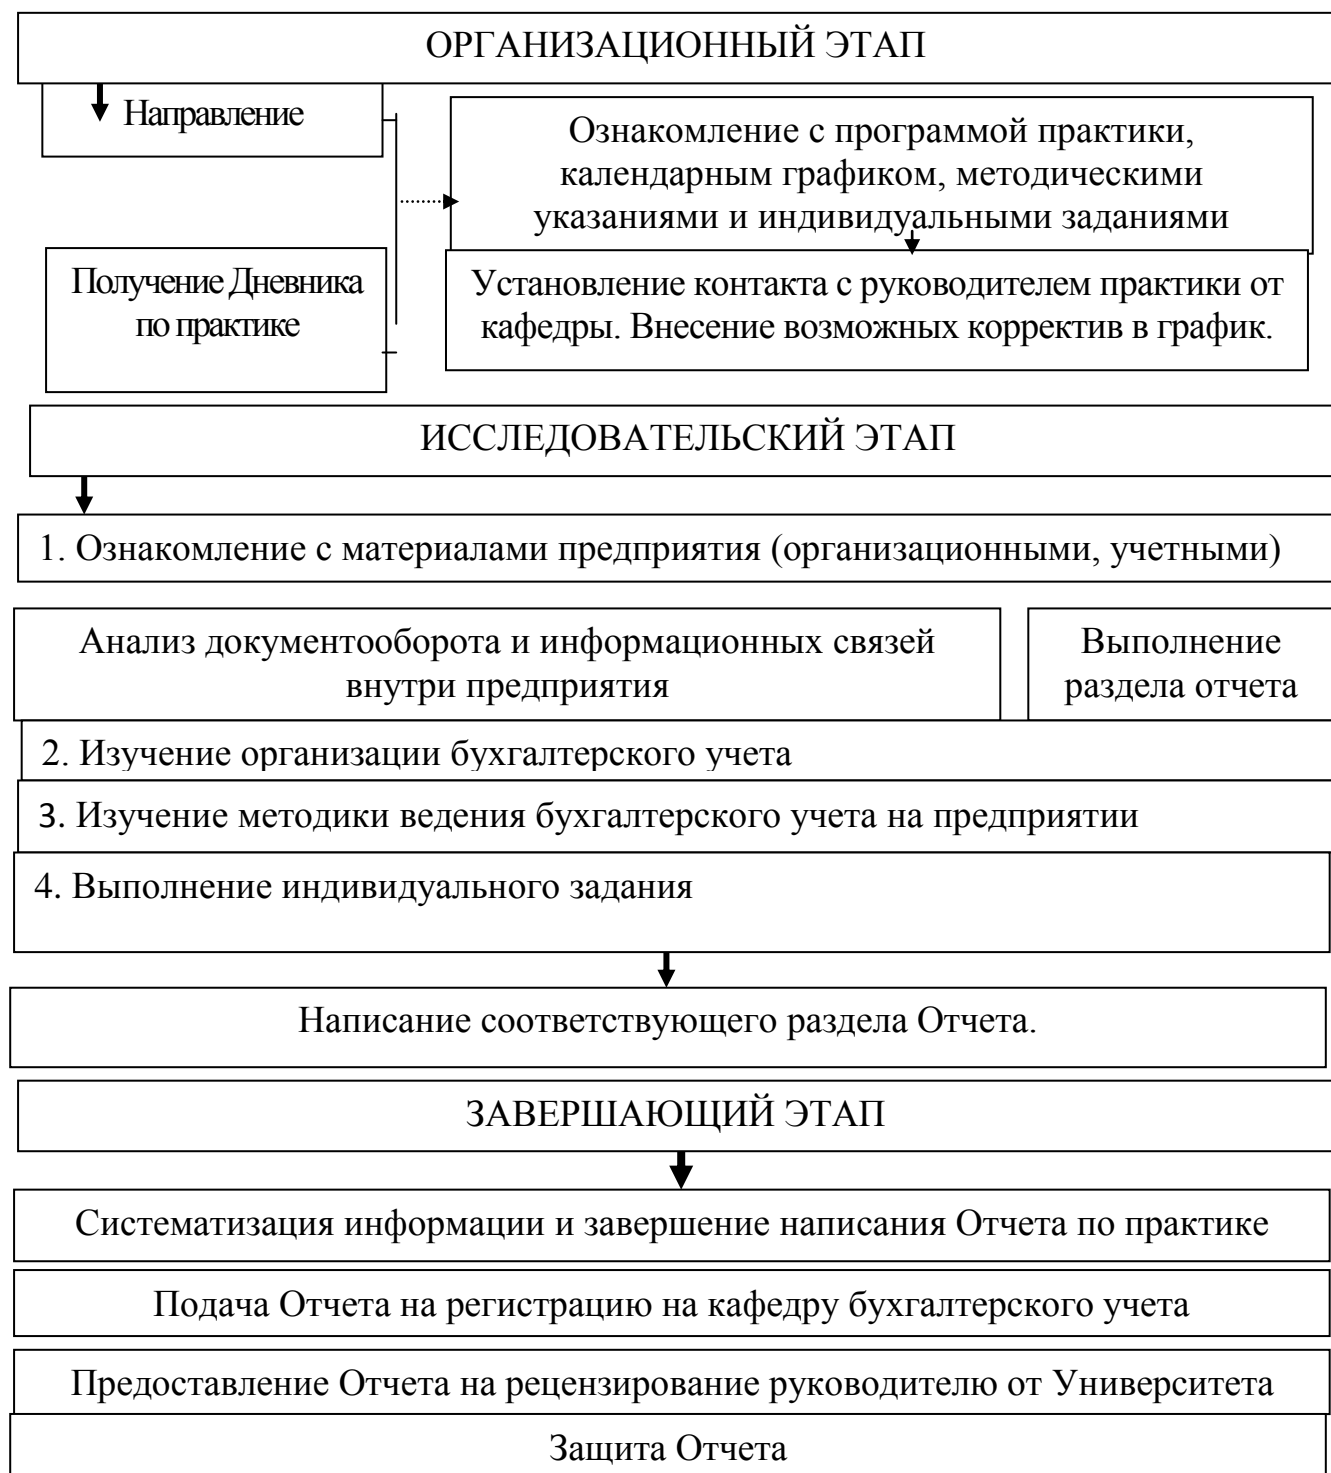 ОРГАНИЗАЦИОННЫЙ ЭТАП
Направление
Ознакомление с программой практики,
календарным графиком, методическими
указаниями и индивидуальными заданиями
Получение Дневника
по практике
Установление контакта с руководителем практики от
кафедры. Внесение возможных корректив в график.
ИССЛЕДОВАТЕЛЬСКИЙ ЭТАП
1. Ознакомление с материалами предприятия (организационными, учетными)
Анализ документооборота и информационных связей
внутри предприятия
Выполнение
раздела отчета
2. Изучение организации бухгалтерского учета
3. Изучение методики ведения бухгалтерского учета на предприятии
4. Выполнение индивидуального задания
Написание соответствующего раздела Отчета.
ЗАВЕРШАЮЩИЙ ЭТАП
Систематизация информации и завершение написания Отчета по практике
Подача Отчета на регистрацию на кафедру бухгалтерского учета
Предоставление Отчета на рецензирование руководителю от Университета
Защита Отчета